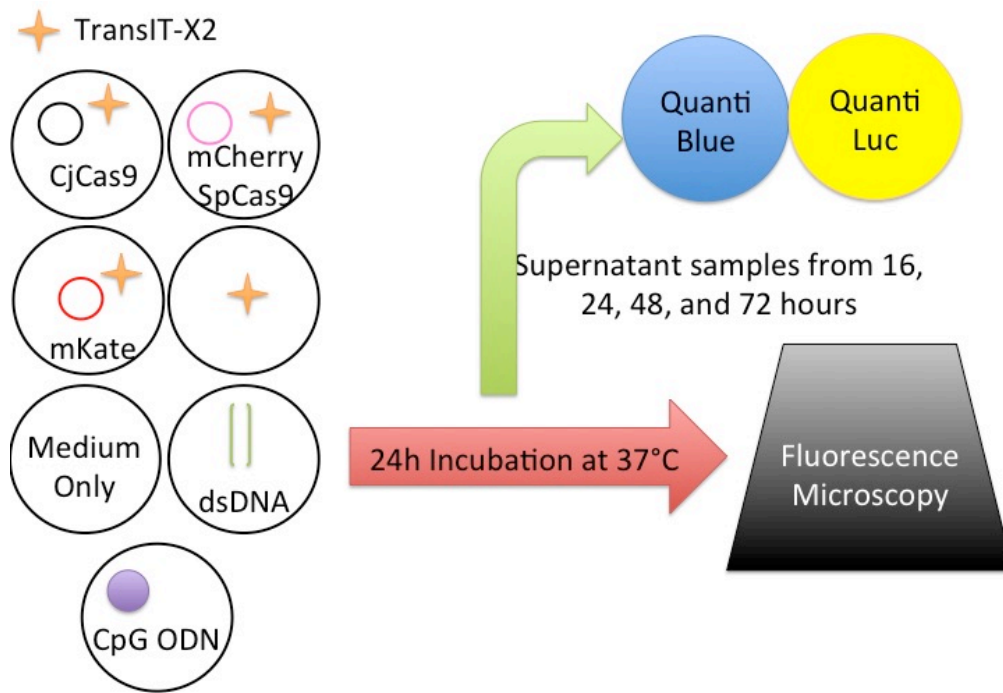 TransIT-X2
CjCas9
mCherry
SpCas9
mKate
Medium
Only
dsDNA
CpG ODN
Quanti
Blue
Quanti
Luc
Supernatant samples from 16,
24, 48, and 72 hours
24h Incubation at 37°C
Fluorescence
Microscopy